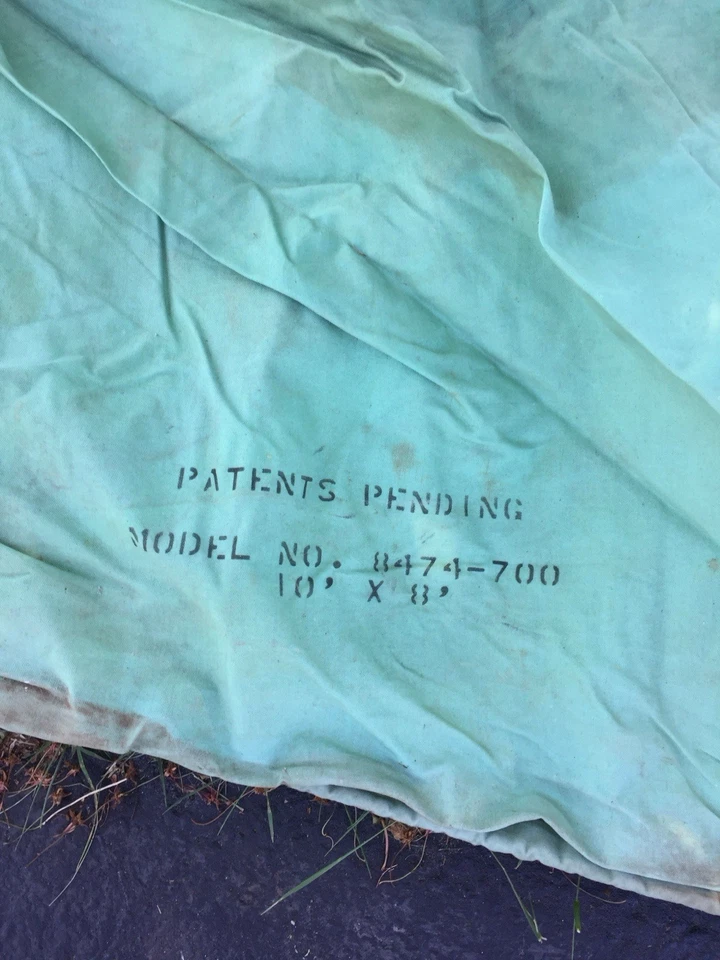 PATENTS PENDING
MODEL NO. 8474-700
10' X 8'